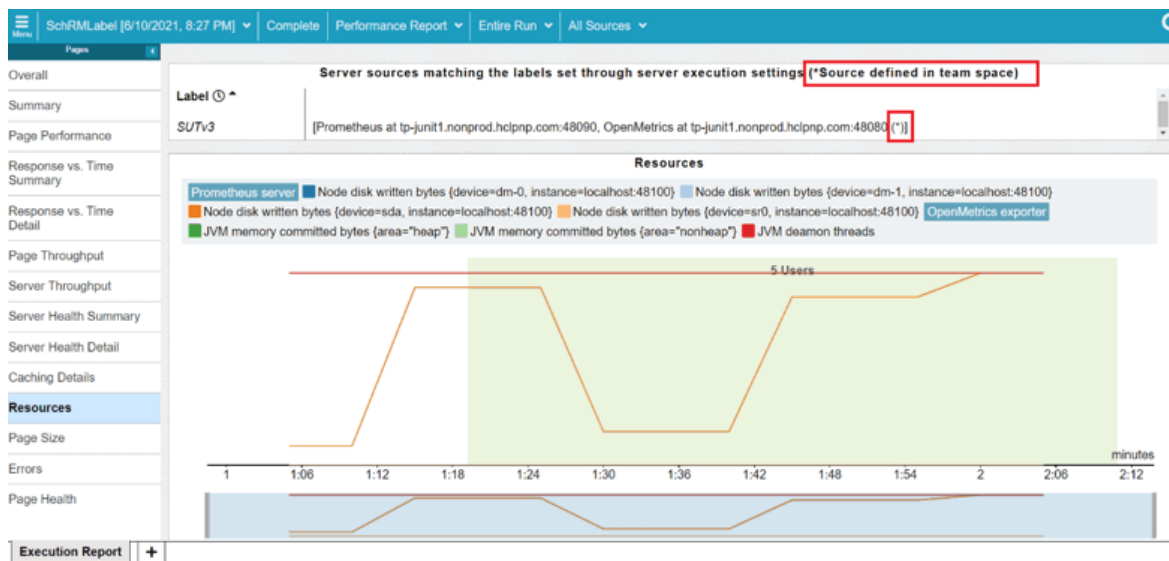 Menu SchRMLabel [6/10/2021, 8:27 PM] Complete Performance Report Entire Run All Sources
Pages
Overall
Summary
Page Performance
Response vs. Time
Summary
Response vs. Time
Detail
Page Throughput
Server Throughput
Server Health Summary
Server Health Detail
Caching Details
Resources
Page Size
Errors
Page Health
Server sources matching the labels set through server execution settings (*Source defined in team space)
Label
SUTv3 [Prometheus at tp-junit1.nonprod.hclpnp.com:48090, OpenMetrics at tp-junit1.nonprod.hclpnp.com:48080 (*)]
Resources
Prometheus server Node disk written bytes {device=dm-0, instance=localhost:48100} Node disk written bytes {device=dm-1, instance=localhost:48100}
Node disk written bytes {device=sda, instance=localhost:48100} Node disk written bytes {device=sr0, instance=localhost:48100} OpenMetrics exporter
JVM memory committed bytes {area="heap"} JVM memory committed bytes {area="nonheap"} JVM deamon threads
5 Users
minutes
1 1:06 1:12 1:18 1:24 1:30 1:36 1:42 1:48 1:54 2 2:06 2:12
Execution Report +